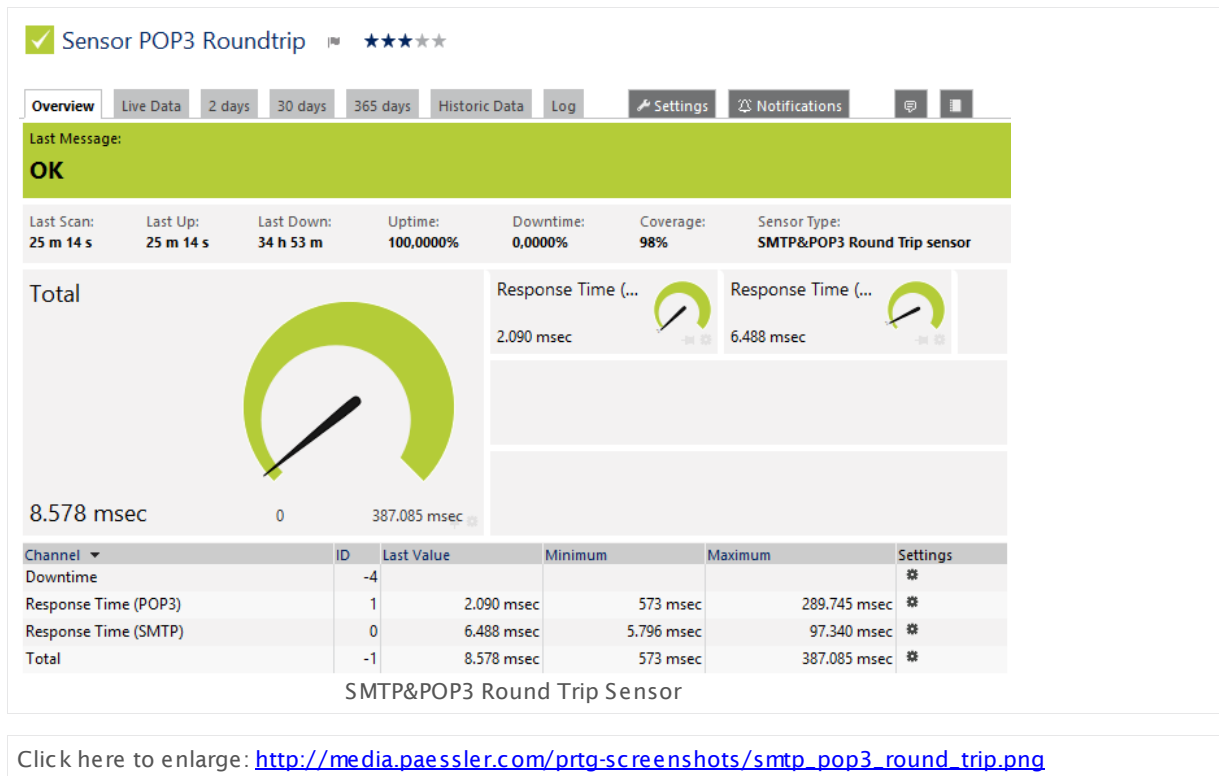 Sensor POP3 Roundtrip
Overview Live Data 2 days 30 days 365 days Historic Data Log Settings Notifications
Last Message:
OK
Last Scan: Last Up: Last Down: Uptime: Downtime: Coverage: Sensor Type:
25 m 14 s 25 m 14 s 34 h 53 m 100,0000% 0,0000% 98% SMTP&POP3 Round Trip sensor
Total
Response Time (... Response Time (...
2.090 msec 6.488 msec
8.578 msec 0 387.085 msec
Channel ID Last Value Minimum Maximum Settings
Downtime -4
Response Time (POP3) 1 2.090 msec 573 msec 289.745 msec
Response Time (SMTP) 0 6.488 msec 5.796 msec 97.340 msec
Total -1 8.578 msec 573 msec 387.085 msec
SMTP&POP3 Round Trip Sensor
Click here to enlarge: http://media.paessler.com/prtg-screenshots/smtp_pop3_round_trip.png